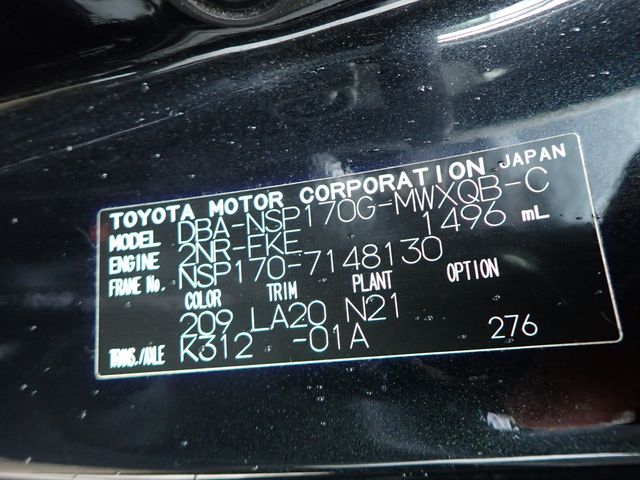 TOYOTA MOTOR CORPORATION JAPAN
MODEL DBA-NSP170G-MWXQB-C
ENGINE 2NR-FKE 1496 mL
FRAME No. NSP170-7148130
COLOR TRIM PLANT OPTION
209 LA20 N21
TRANS./AXLE K312 -01A 276